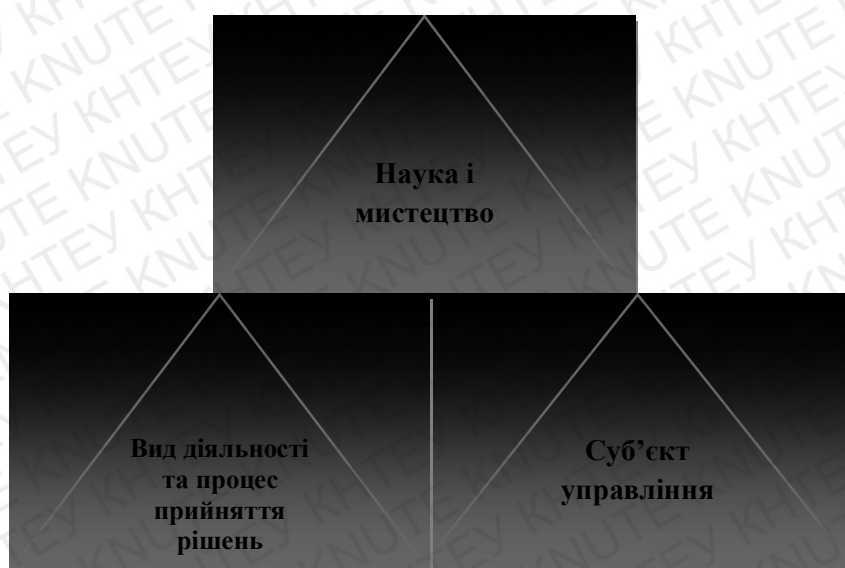 Наука і
мистецтво
Вид діяльності
та процес
прийняття
рішень
Суб’єкт
управління